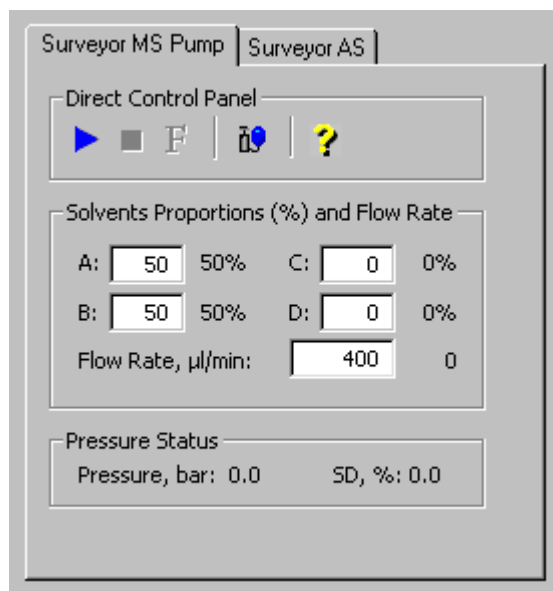 Surveyor MS Pump Surveyor AS
Direct Control Panel
F ?
Solvents Proportions (%) and Flow Rate
A: 50 50% C: 0 0%
B: 50 50% D: 0 0%
Flow Rate, µl/min: 400 0
Pressure Status
Pressure, bar: 0.0 SD, %: 0.0